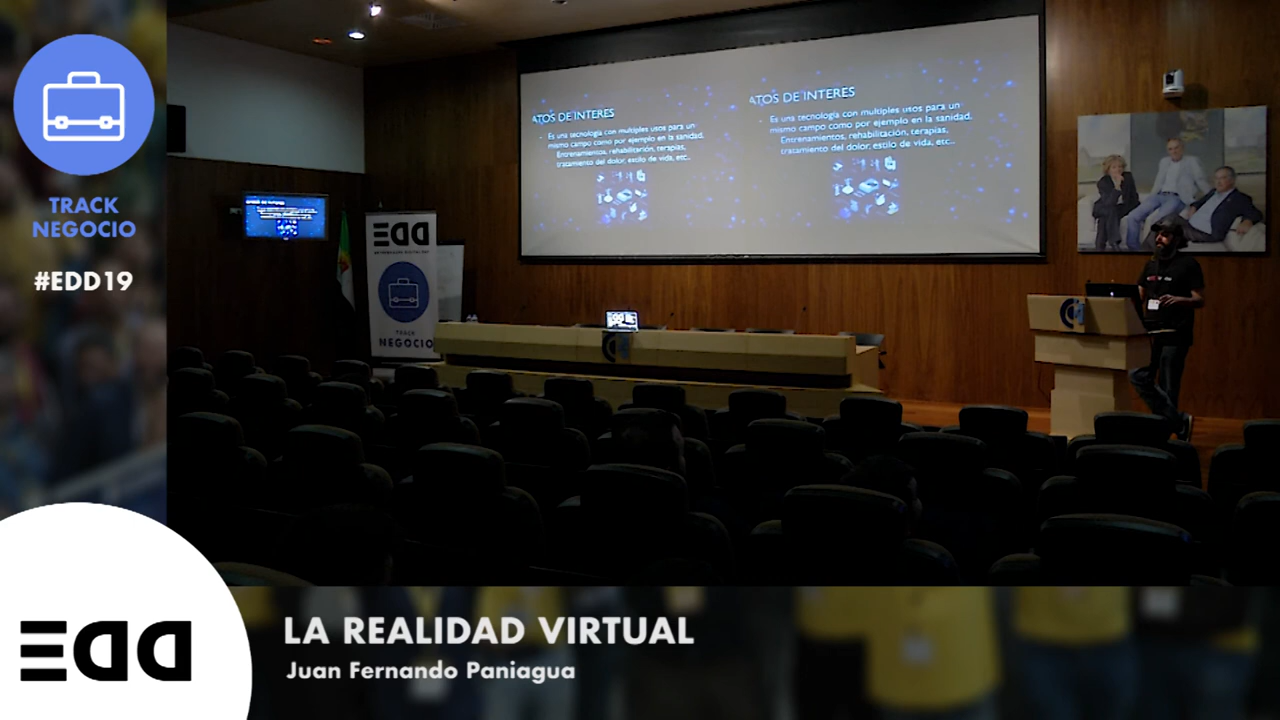 TRACK
NEGOCIO
#EDD19
EDD
TRACK
NEGOCIO
ATOS DE INTERES
- Es una tecnología con multiples usos para un
mismo campo como por ejemplo en la sanidad.
Entrenamientos, rehabilitación, terapias,
tratamiento del dolor, estilo de vida, etc..
ATOS DE INTERES
- Es una tecnología con multiples usos para un
mismo campo como por ejemplo en la sanidad.
Entrenamientos, rehabilitación, terapias,
tratamiento del dolor, estilo de vida, etc..
EDD
LA REALIDAD VIRTUAL
Juan Fernando Paniagua